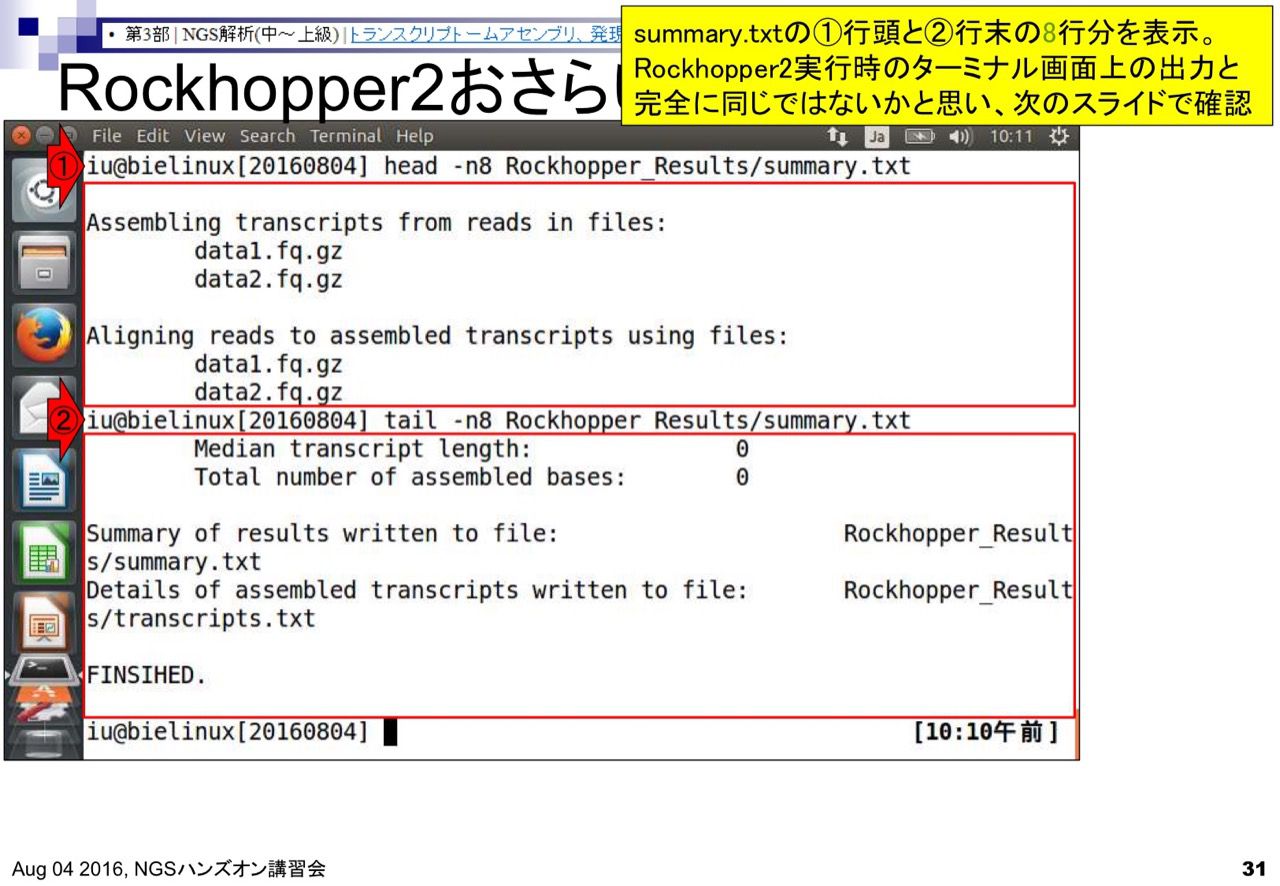 • 第3部 | NGS解析(中～上級) | トランスクリプトームアセンブリ、発現
summary.txtの①行頭と②行末の8行分を表示。
Rockhopper2実行時のターミナル画面上の出力と
完全に同じではないかと思い、次のスライドで確認
Rockhopper2おさらい
File Edit View Search Terminal Help
Ja 10:11
① iu@bielinux[20160804] head -n8 Rockhopper_Results/summary.txt
Assembling transcripts from reads in files:
data1.fq.gz
data2.fq.gz
Aligning reads to assembled transcripts using files:
data1.fq.gz
data2.fq.gz
② iu@bielinux[20160804] tail -n8 Rockhopper_Results/summary.txt
Median transcript length: 0
Total number of assembled bases: 0
Summary of results written to file: Rockhopper_Result
s/summary.txt
Details of assembled transcripts written to file: Rockhopper_Result
s/transcripts.txt
FINSIHED.
iu@bielinux[20160804] [10:10午前]
Aug 04 2016, NGSハンズオン講習会
31